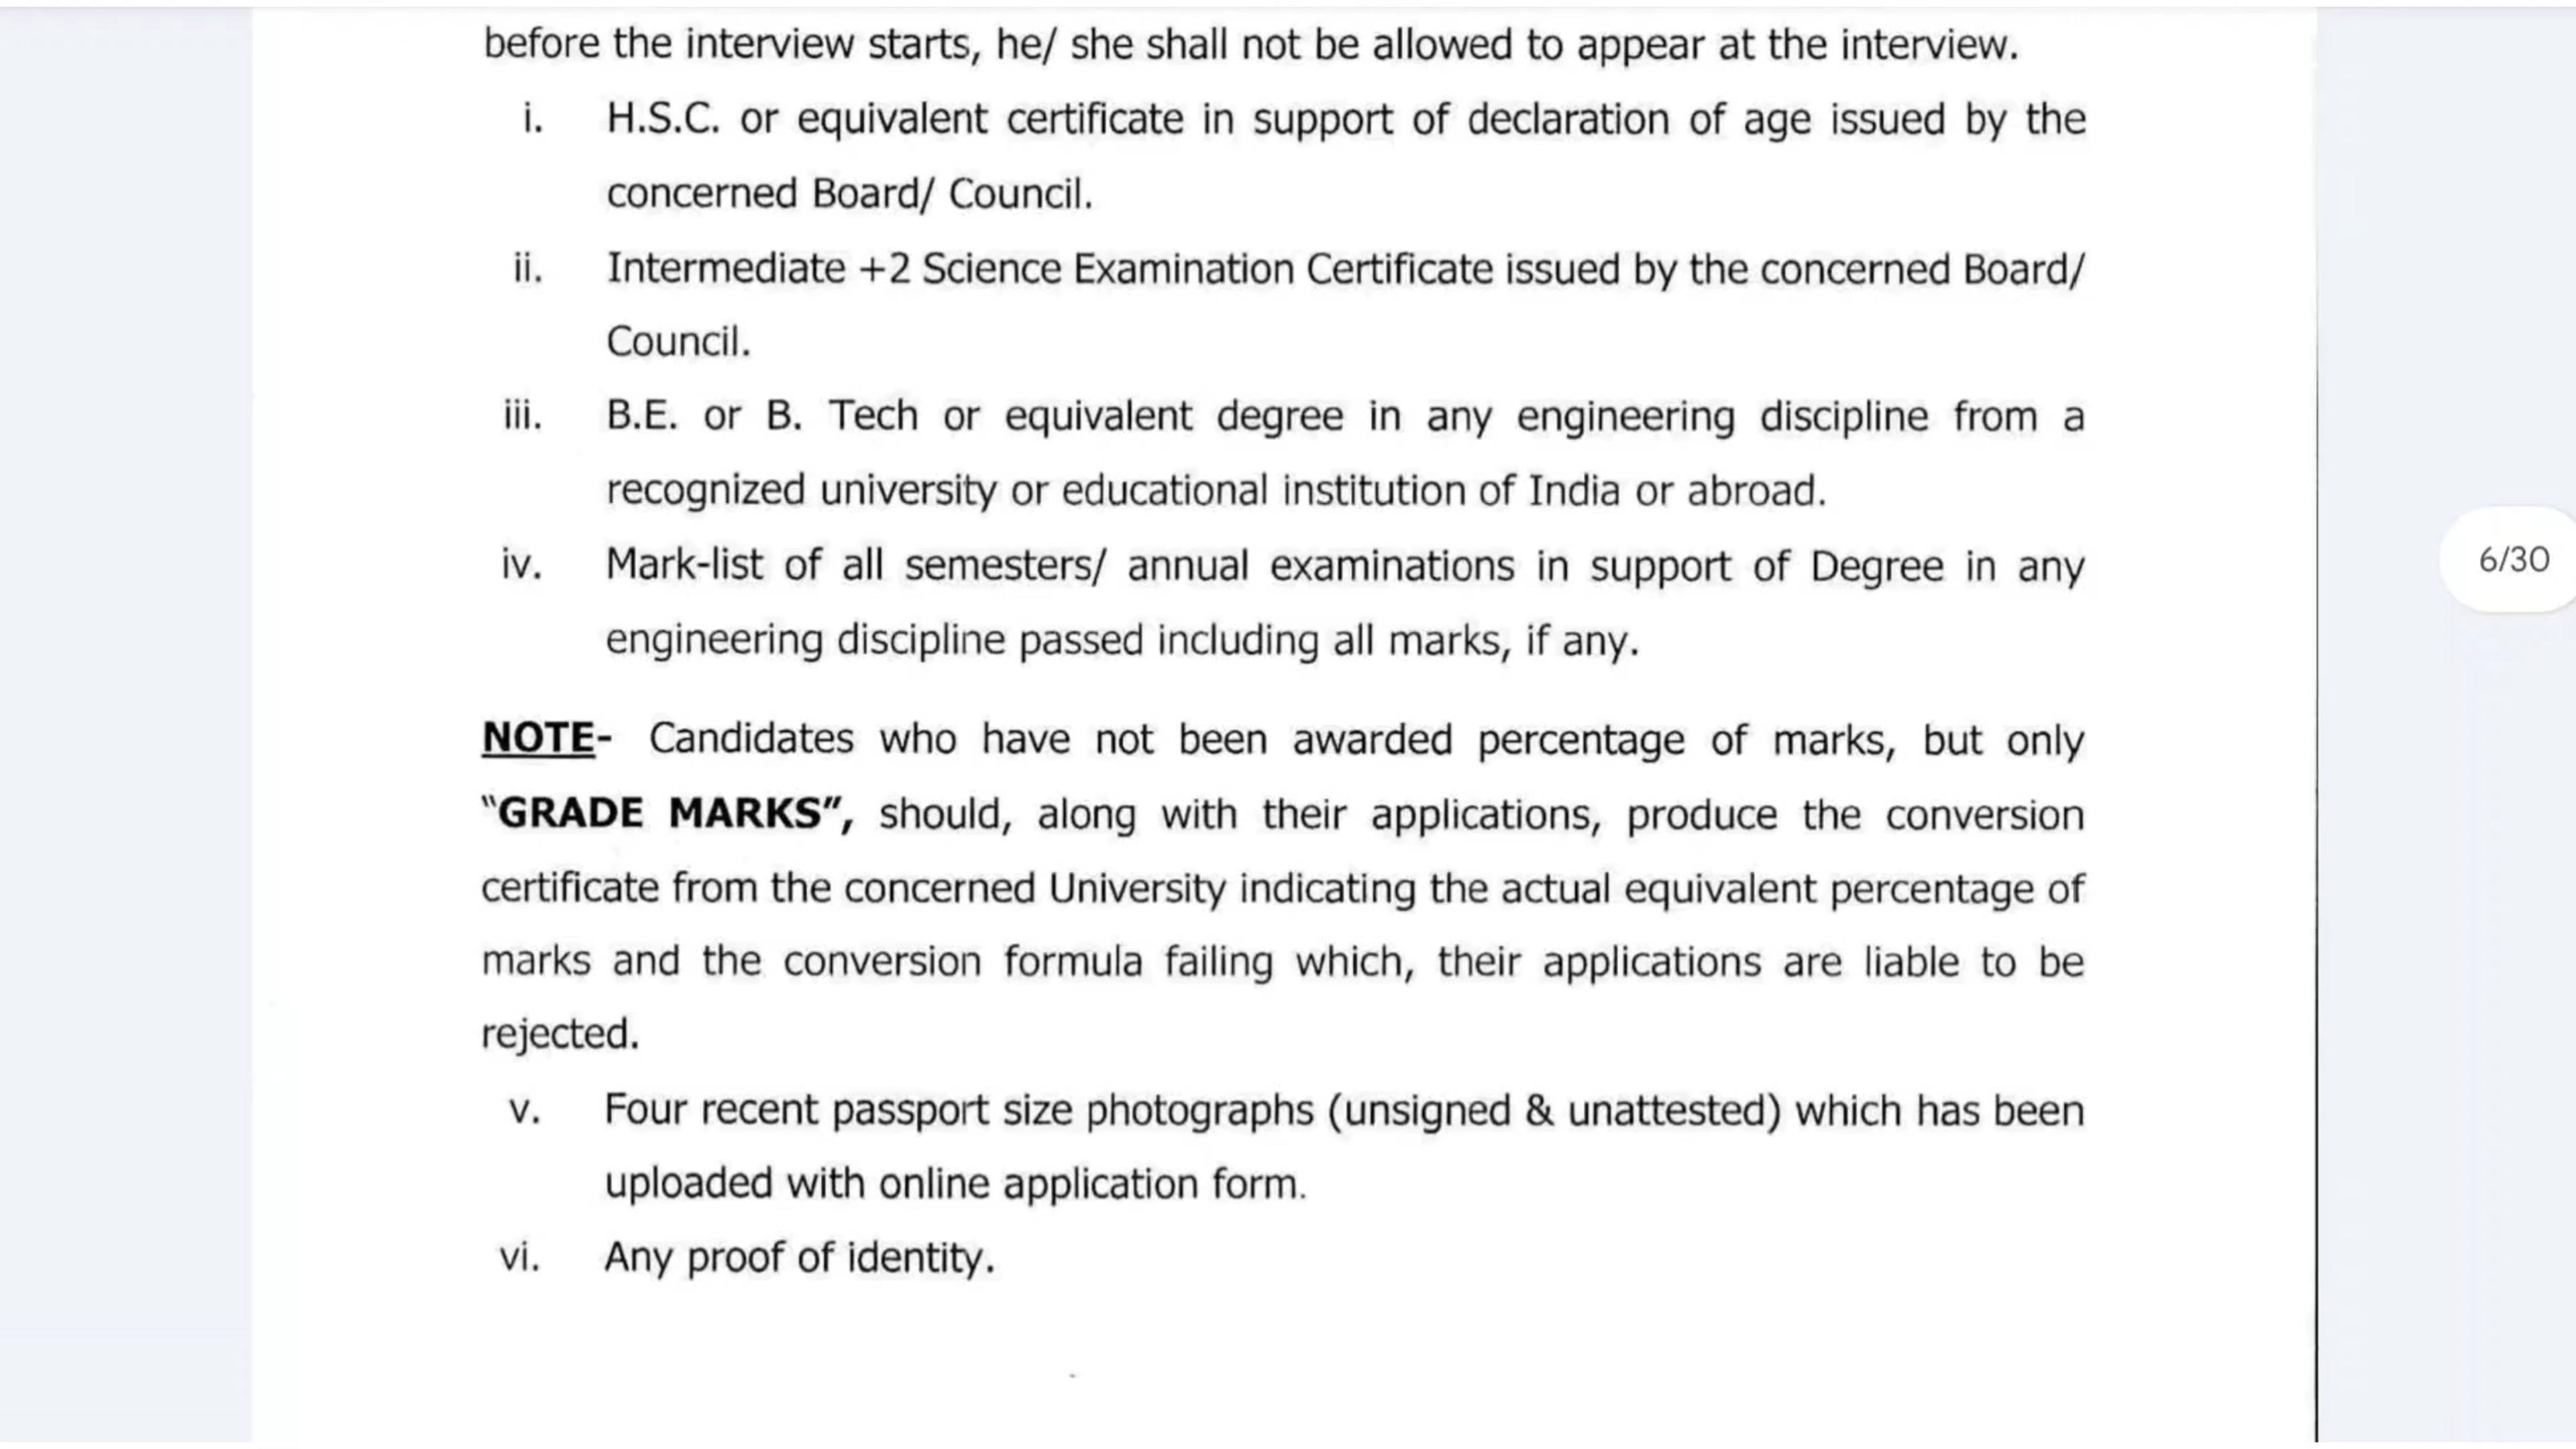 before the interview starts, he/ she shall not be allowed to appear at the interview.
i. H.S.C. or equivalent certificate in support of declaration of age issued by the
concerned Board/ Council.
ii. Intermediate +2 Science Examination Certificate issued by the concerned Board/
Council.
iii. B.E. or B. Tech or equivalent degree in any engineering discipline from a
recognized university or educational institution of India or abroad.
iv. Mark-list of all semesters/ annual examinations in support of Degree in any
engineering discipline passed including all marks, if any.
6/30
NOTE- Candidates who have not been awarded percentage of marks, but only
“GRADE MARKS”, should, along with their applications, produce the conversion
certificate from the concerned University indicating the actual equivalent percentage of
marks and the conversion formula failing which, their applications are liable to be
rejected.
v. Four recent passport size photographs (unsigned & unattested) which has been
uploaded with online application form.
vi. Any proof of identity.